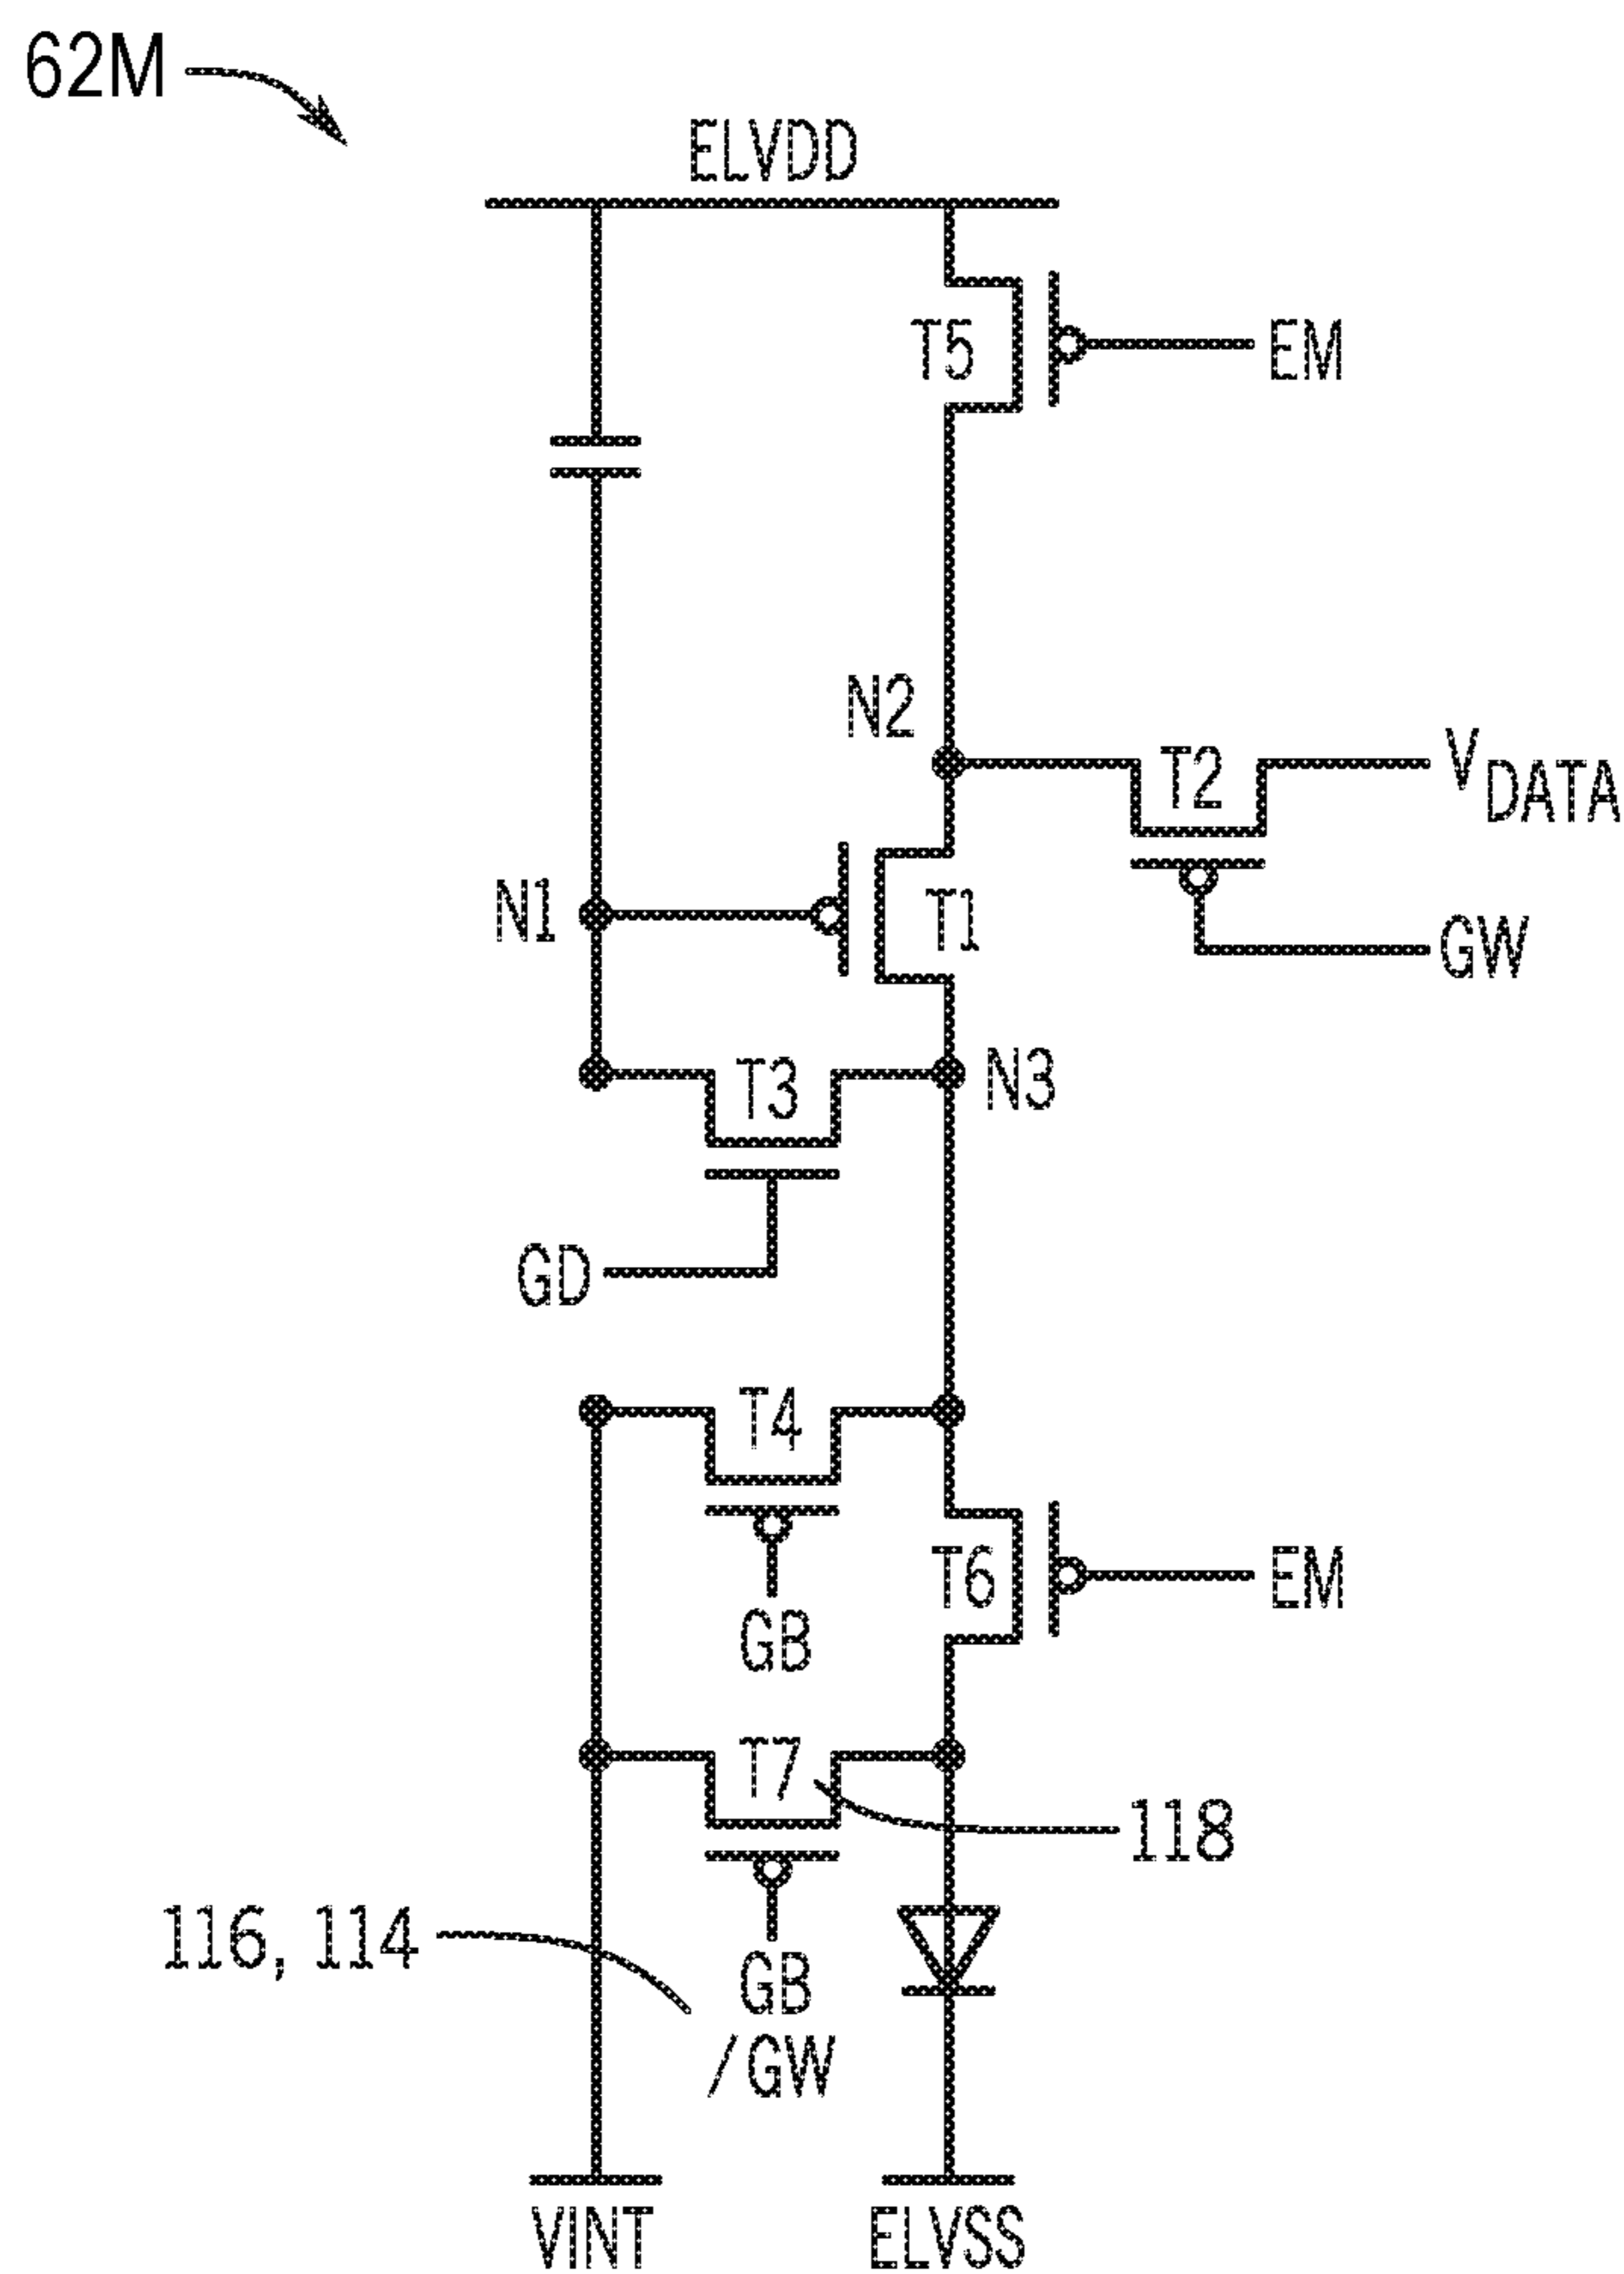 62M
ELVDD
T5
EM
N2
T2
VDATA
N1
T1
GW
T3
N3
GD
T4
T6
EM
GB
T7
118
116, 114
GB
/GW
VINT
ELVSS